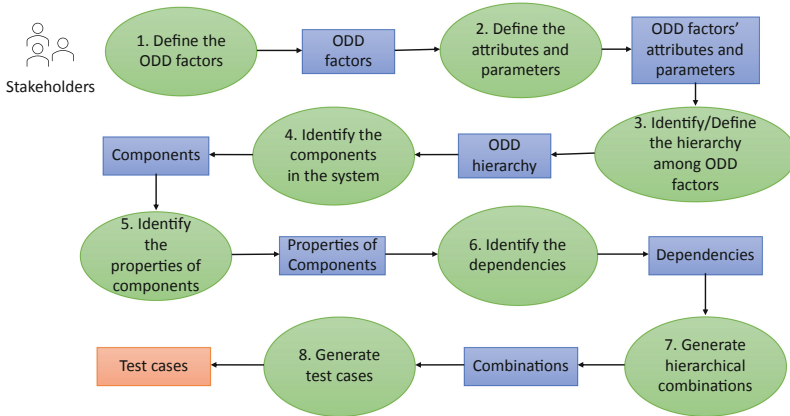 Stakeholders
1. Define the
ODD factors
ODD
factors
2. Define the
attributes and
parameters
ODD factors'
attributes and
parameters
3. Identify/Define
the hierarchy
among ODD
factors
ODD
hierarchy
4. Identify the
components
in the system
Components
5. Identify
the
properties of
components
Properties of
Components
6. Identify the
dependencies
Dependencies
7. Generate
hierarchical
combinations
Combinations
8. Generate
test cases
Test cases